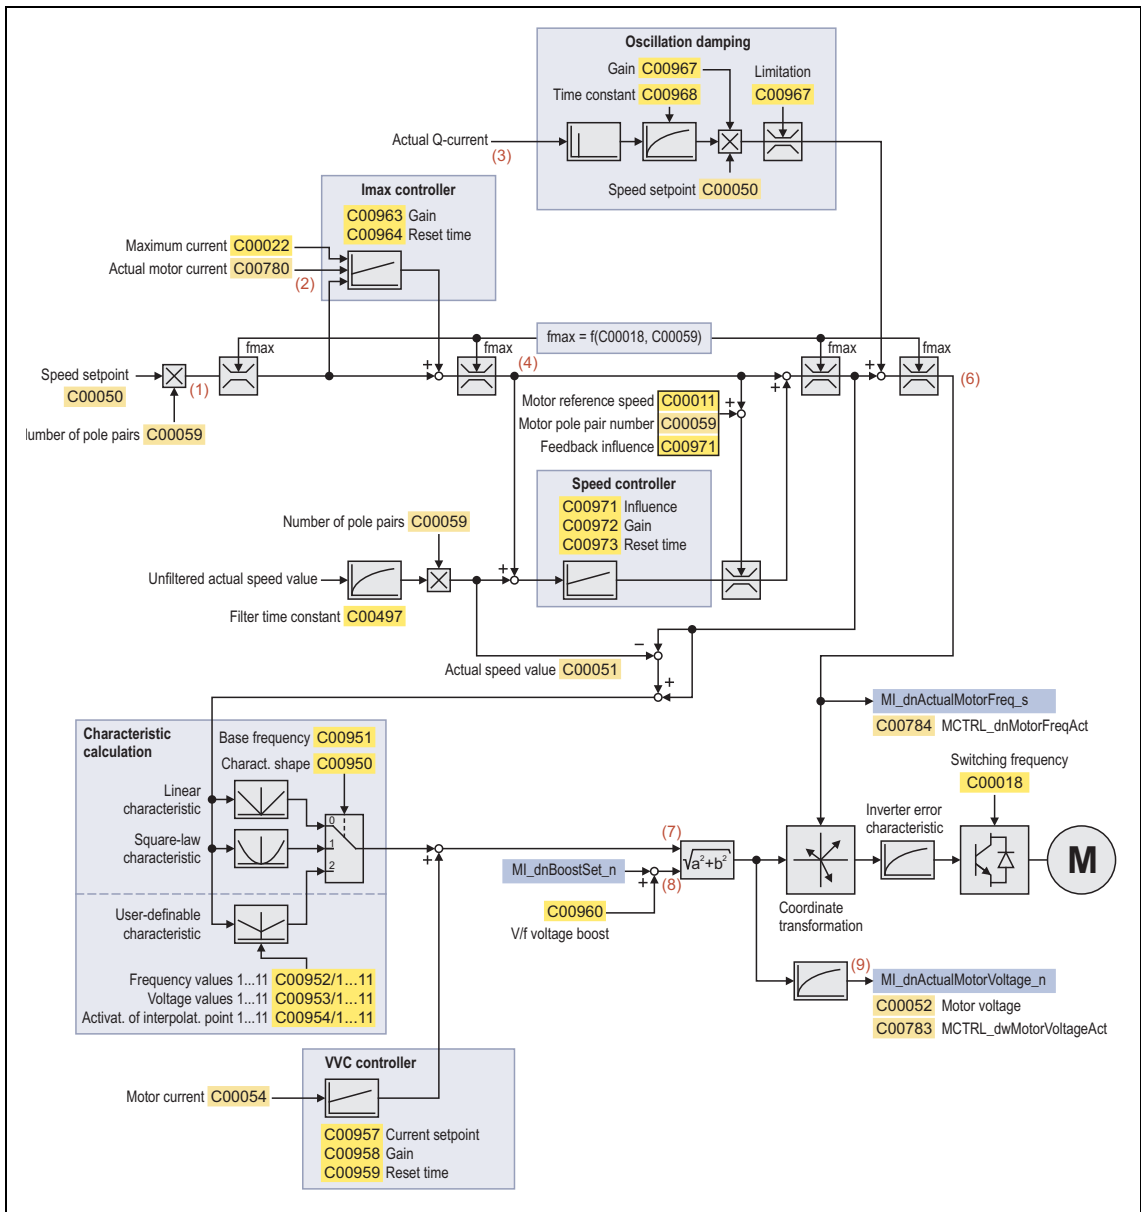 Oscillation damping
Gain C00967 Limitation
Time constant C00968 C00967
Actual Q-current
(3)
Speed setpoint C00050
Imax controller
C00963 Gain
C00964 Reset time
Maximum current C00022
Actual motor current C00780
(2)
fmax = f(C00018, C00059)
fmax fmax fmax fmax
+ (4) + +
Speed setpoint (1) (6)
C00050
Motor reference speed C00011 +
Motor pole pair number C00059
Feedback influence C00971
umber of pole pairs C00059
Speed controller
C00971 Influence
C00972 Gain
C00973 Reset time
Number of pole pairs C00059
+ +
Unfiltered actual speed value
Filter time constant C00497
−
Actual speed value C00051
+ +
MI_dnActualMotorFreq_s
C00784 MCTRL_dnMotorFreqAct
Characteristic
calculation
Base frequency C00951
Charact. shape C00950
Switching frequency
C00018
Linear
characteristic
0
Inverter error
characteristic
Square-law
characteristic
1
2
+
(7)
√a²+b²
M
MI_dnBoostSet_n
+ (8)
C00960
V/f voltage boost
Coordinate
transformation
User-definable
characteristic
Frequency values 1...11 C00952/1...11
Voltage values 1...11 C00953/1...11
Activat. of interpolat. point 1...11 C00954/1...11
(9)
MI_dnActualMotorVoltage_n
C00052 Motor voltage
C00783 MCTRL_dwMotorVoltageAct
VVC controller
Motor current C00054
C00957 Current setpoint
C00958 Gain
C00959 Reset time